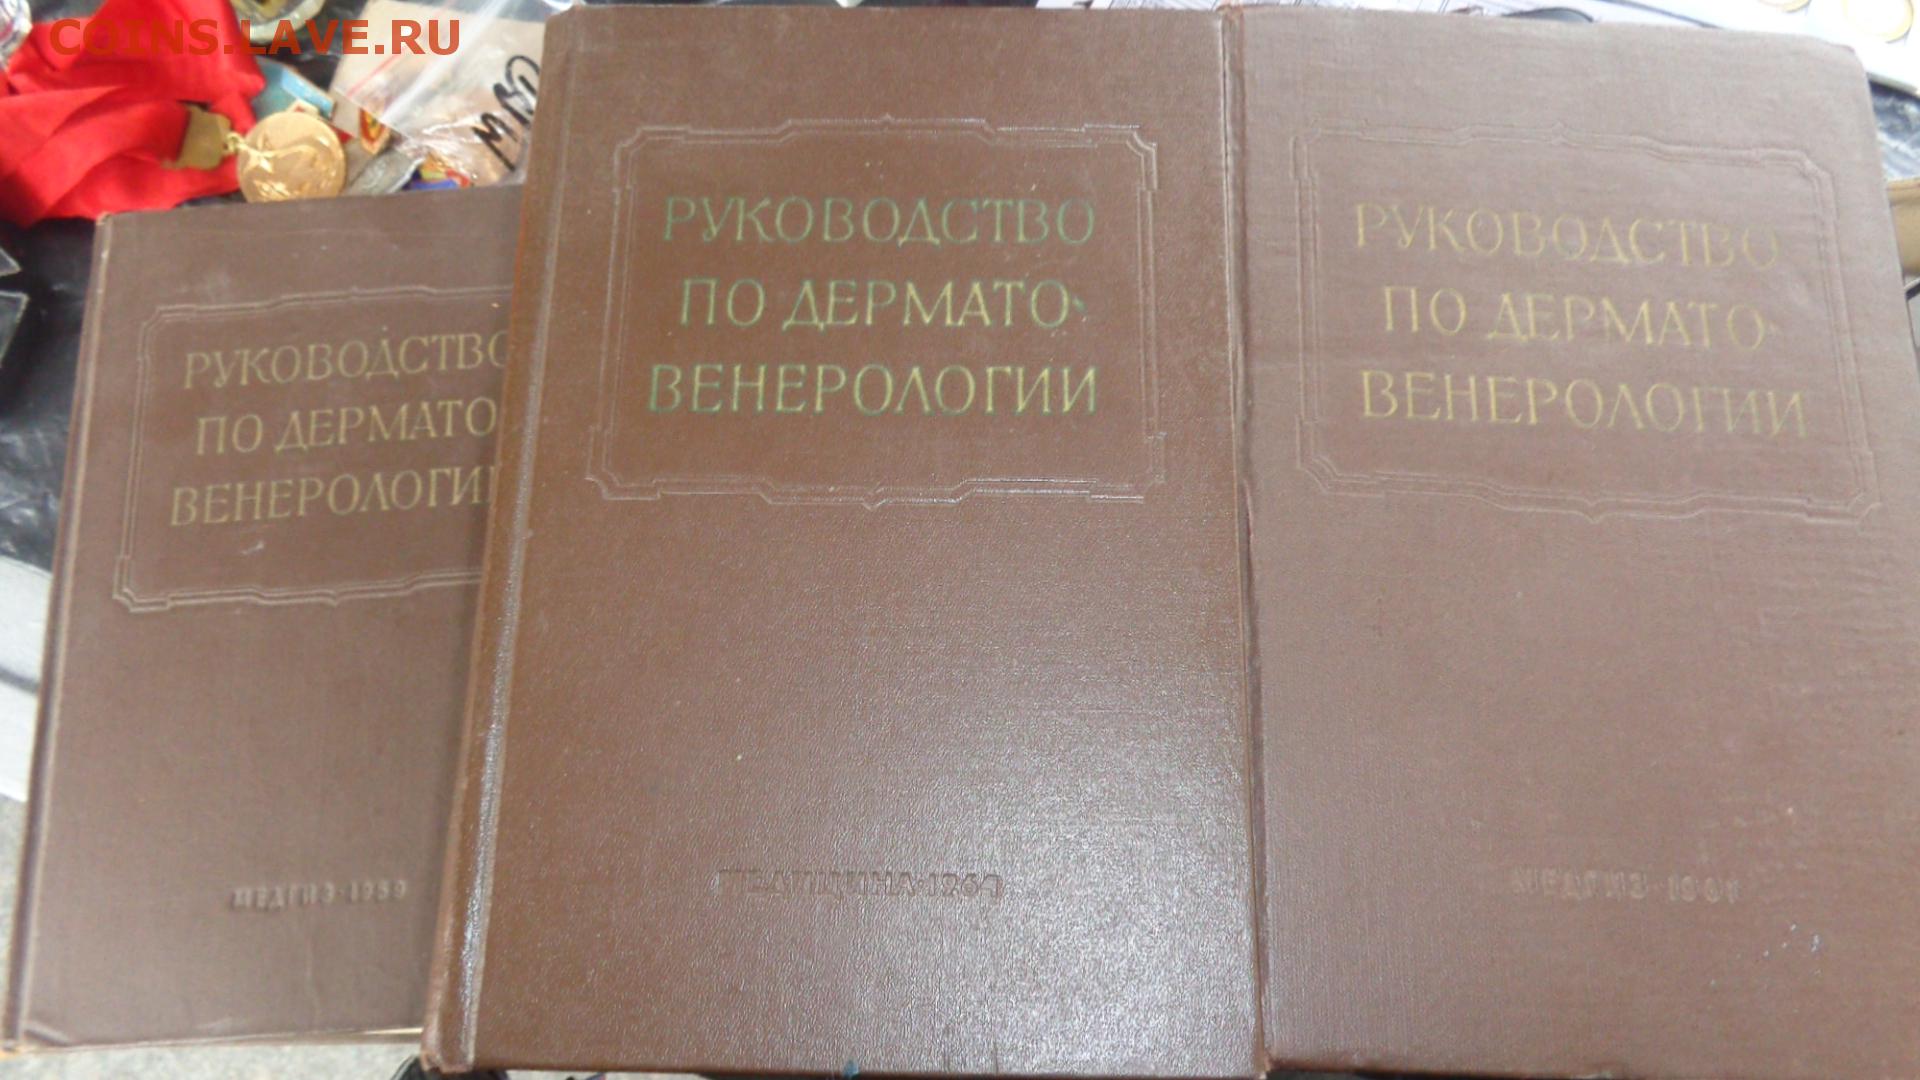 COINS.LAVE.RU
РУКОВОДСТВО
ПО ДЕРМАТО
ВЕНЕРОЛОГИИ
МЕДГИЗ·1959
РУКОВОДСТВО
ПО ДЕРМАТО-
ВЕНЕРОЛОГИИ
МЕДИЦИНА·1964
РУКОВОДСТВО
ПО ДЕРМАТО-
ВЕНЕРОЛОГИИ
МЕДГИЗ·1961